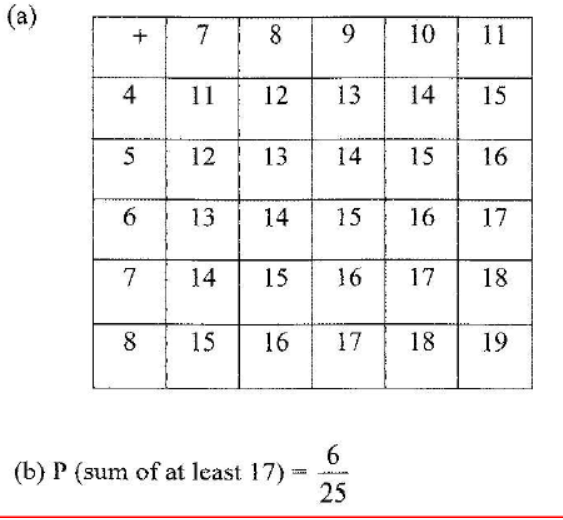 (a)
+ 7 8 9 10 11
4 11 12 13 14 15
5 12 13 14 15 16
6 13 14 15 16 17
7 14 15 16 17 18
8 15 16 17 18 19
(b) P (sum of at least 17) = 6/25